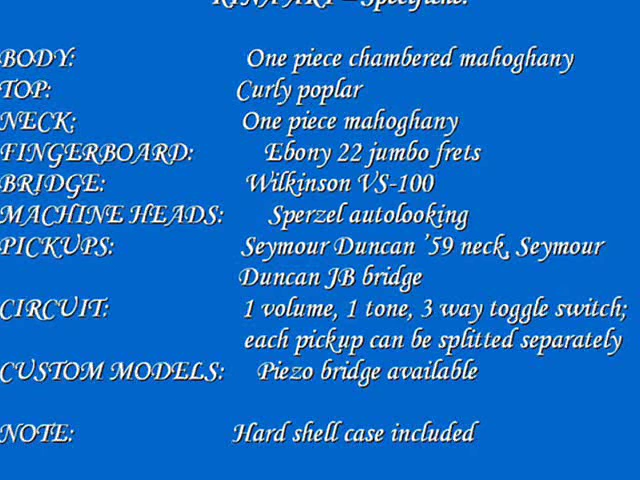 BODY: One piece chambered mahoghany
TOP: Curly poplar
NECK: One piece mahoghany
FINGERBOARD: Ebony 22 jumbo frets
BRIDGE: Wilkinson VS-100
MACHINE HEADS: Sperzel autolooking
PICKUPS: Seymour Duncan ’59 neck, Seymour
Duncan JB bridge
CIRCUIT: 1 volume, 1 tone, 3 way toggle switch;
each pickup can be splitted separately
CUSTOM MODELS: Piezo bridge available
NOTE: Hard shell case included